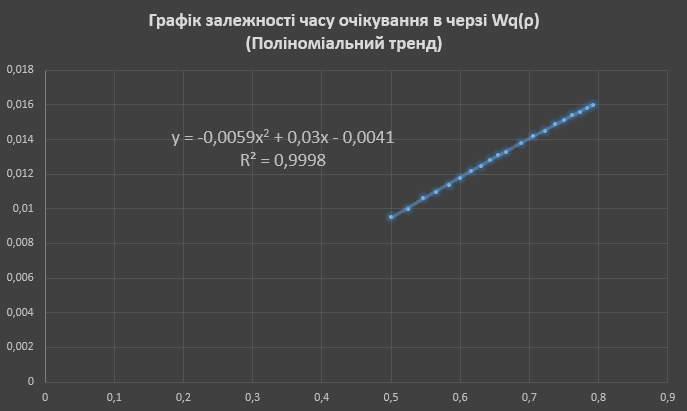 Графік залежності часу очікування в черзі Wq(ρ)
(Поліноміальний тренд)
0,018
0,016
y = -0,0059x² + 0,03x - 0,0041
R² = 0,9998
0,014
0,012
0,01
0,008
0,006
0,004
0,002
0
0 0,1 0,2 0,3 0,4 0,5 0,6 0,7 0,8 0,9